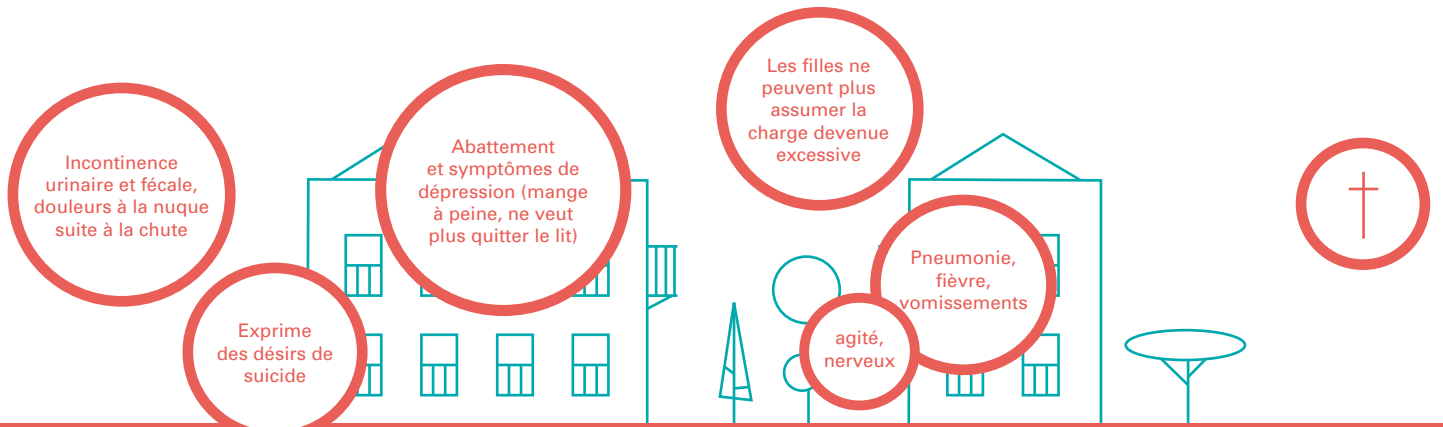 Incontinence
urinaire et fécale,
douleurs à la nuque
suite à la chute
Exprime
des désirs de
suicide
Abattement
et symptômes de
dépression (mange
à peine, ne veut
plus quitter le lit)
Les filles ne
peuvent plus
assumer la
charge devenue
excessive
Pneumonie,
fièvre,
vomissements
agité,
nerveux